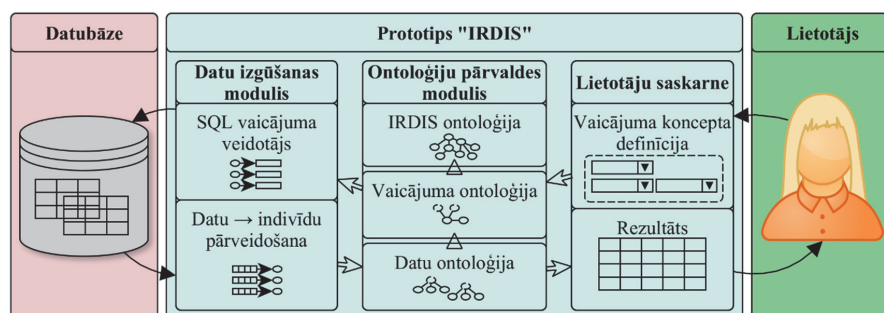 Datubāze
Prototips "IRDIS"
Lietotājs
Datu izgūšanas
modulis
SQL vaicājuma
veidotājs
Datu → indivīdu
pārveidošana
Ontoloģiju pārvaldes
modulis
IRDIS ontoloģija
Vaicājuma ontoloģija
Datu ontoloģija
Lietotāju saskarne
Vaicājuma koncepta
definīcija
Rezultāts